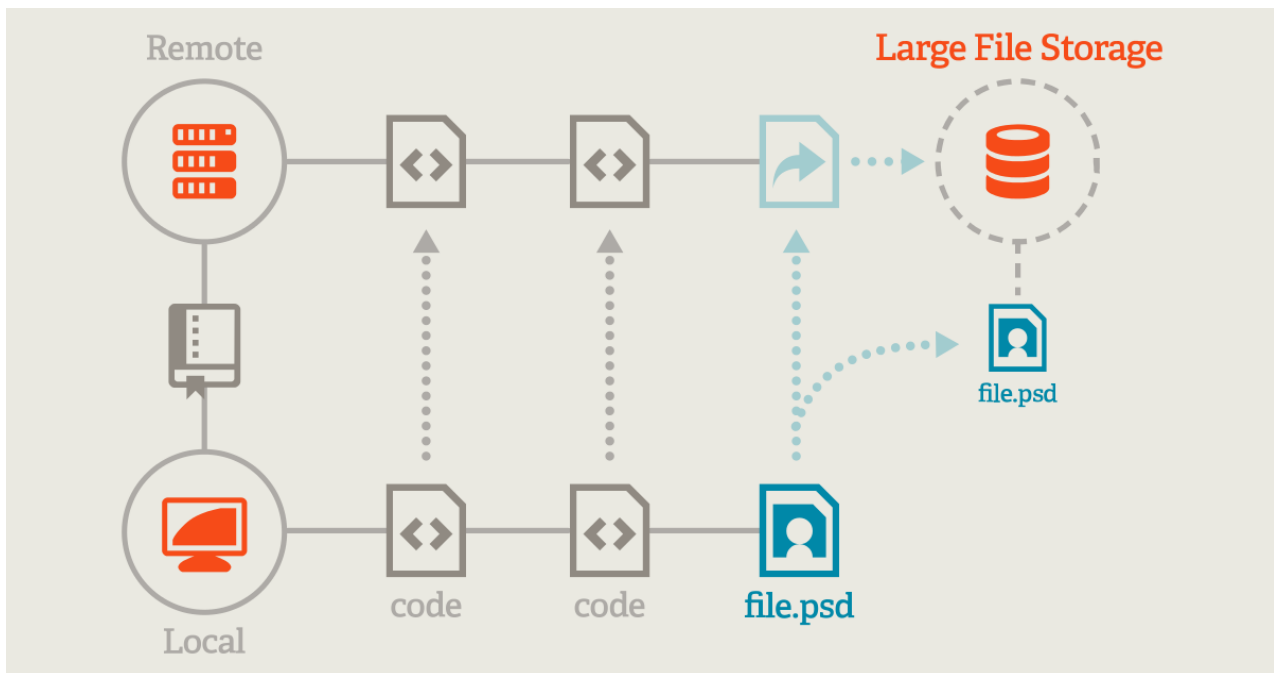 Remote
Large File Storage
file.psd
code
code
file.psd
Local